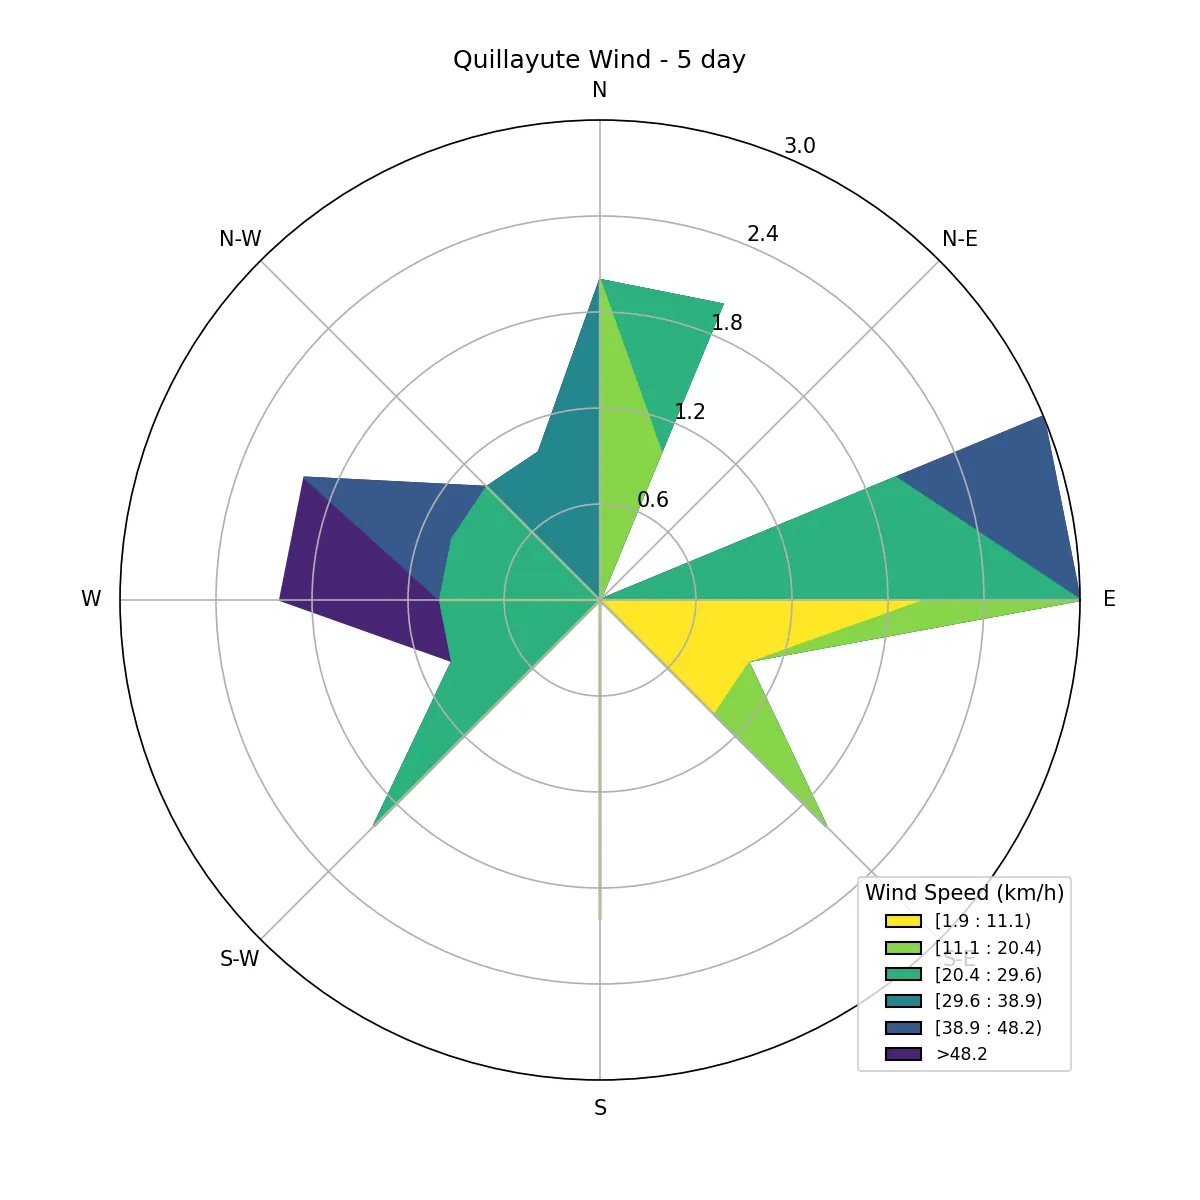 Quillayute Wind - 5 day
N
3.0
N-W
2.4
N-E
1.8
1.2
0.6
W
E
S-W
S-E
S
Wind Speed (km/h)
[1.9 : 11.1)
[11.1 : 20.4)
[20.4 : 29.6)
[29.6 : 38.9)
[38.9 : 48.2)
>48.2